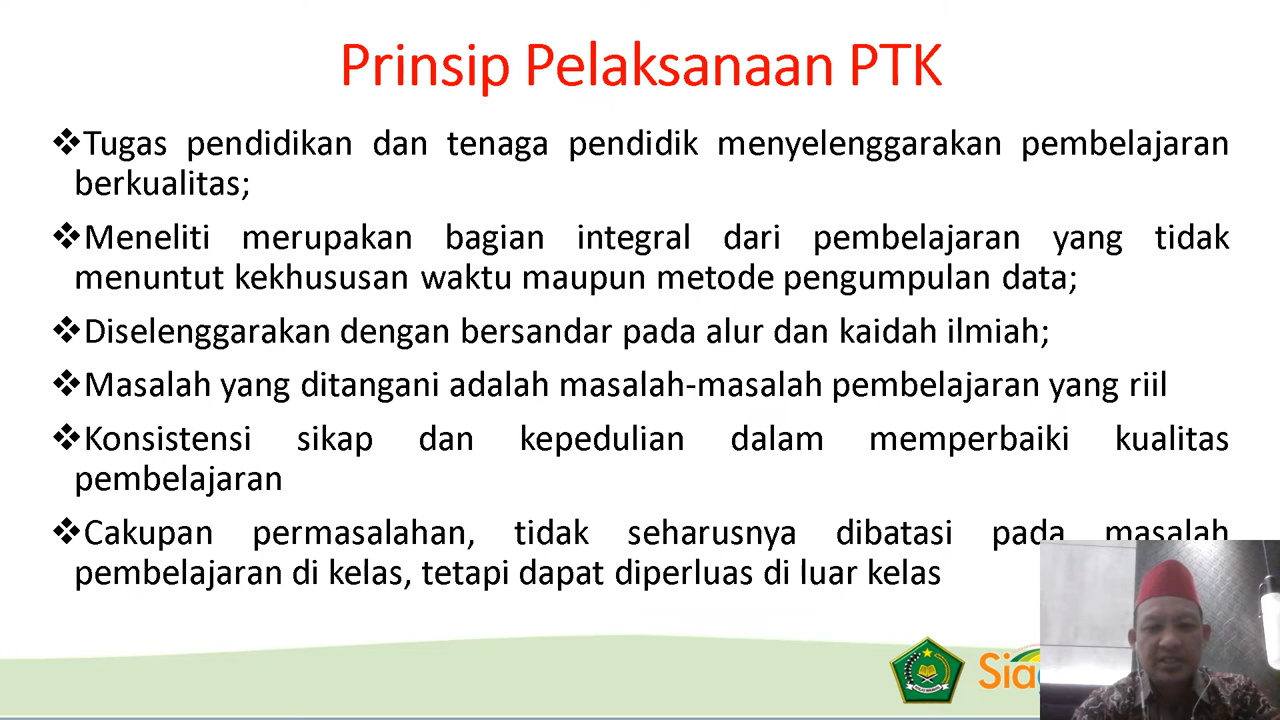 Prinsip Pelaksanaan PTK
❖Tugas pendidikan dan tenaga pendidik menyelenggarakan pembelajaran
berkualitas;
❖Meneliti merupakan bagian integral dari pembelajaran yang tidak
menuntut kekhususan waktu maupun metode pengumpulan data;
❖Diselenggarakan dengan bersandar pada alur dan kaidah ilmiah;
❖Masalah yang ditangani adalah masalah-masalah pembelajaran yang riil
❖Konsistensi sikap dan kepedulian dalam memperbaiki kualitas
pembelajaran
❖Cakupan permasalahan, tidak seharusnya dibatasi pada masalah
pembelajaran di kelas, tetapi dapat diperluas di luar kelas